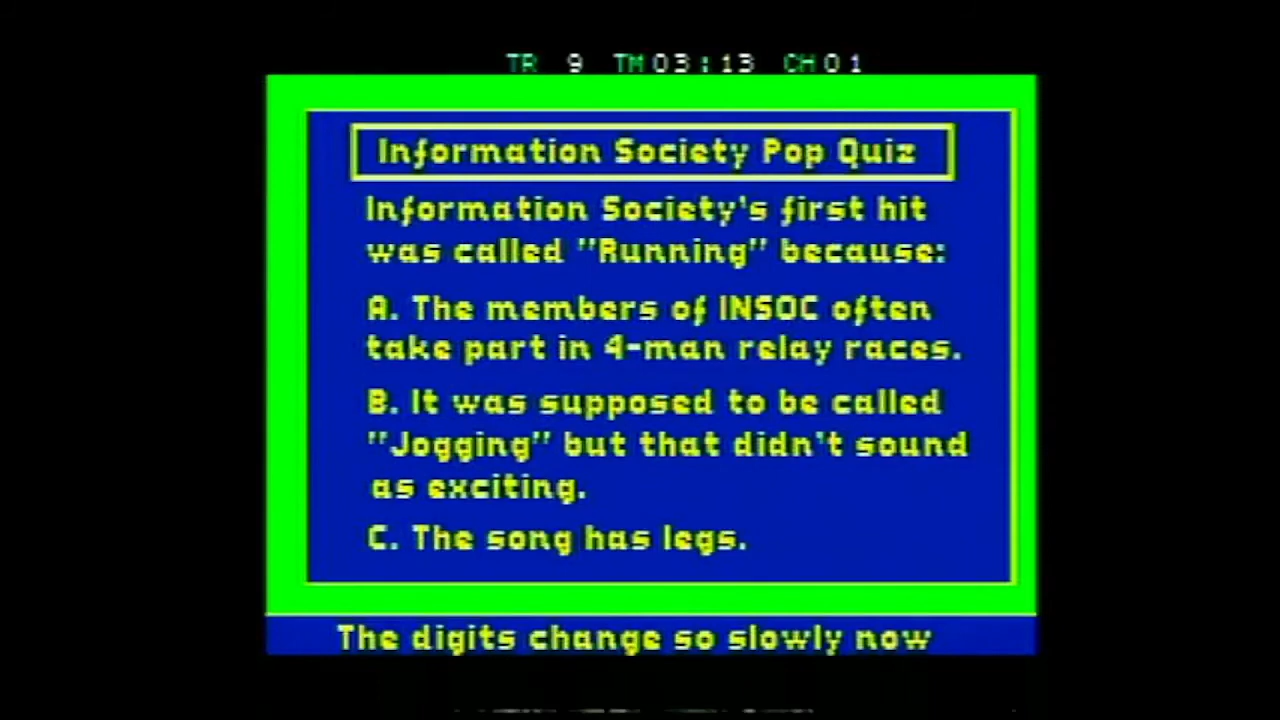 TR 9 TM03:13 CH01
Information Society Pop Quiz
Information Society's first hit
was called "Running" because:
A. The members of INSOC often
take part in 4-man relay races.
B. It was supposed to be called
"Jogging" but that didn't sound
as exciting.
C. The song has legs.
The digits change so slowly now